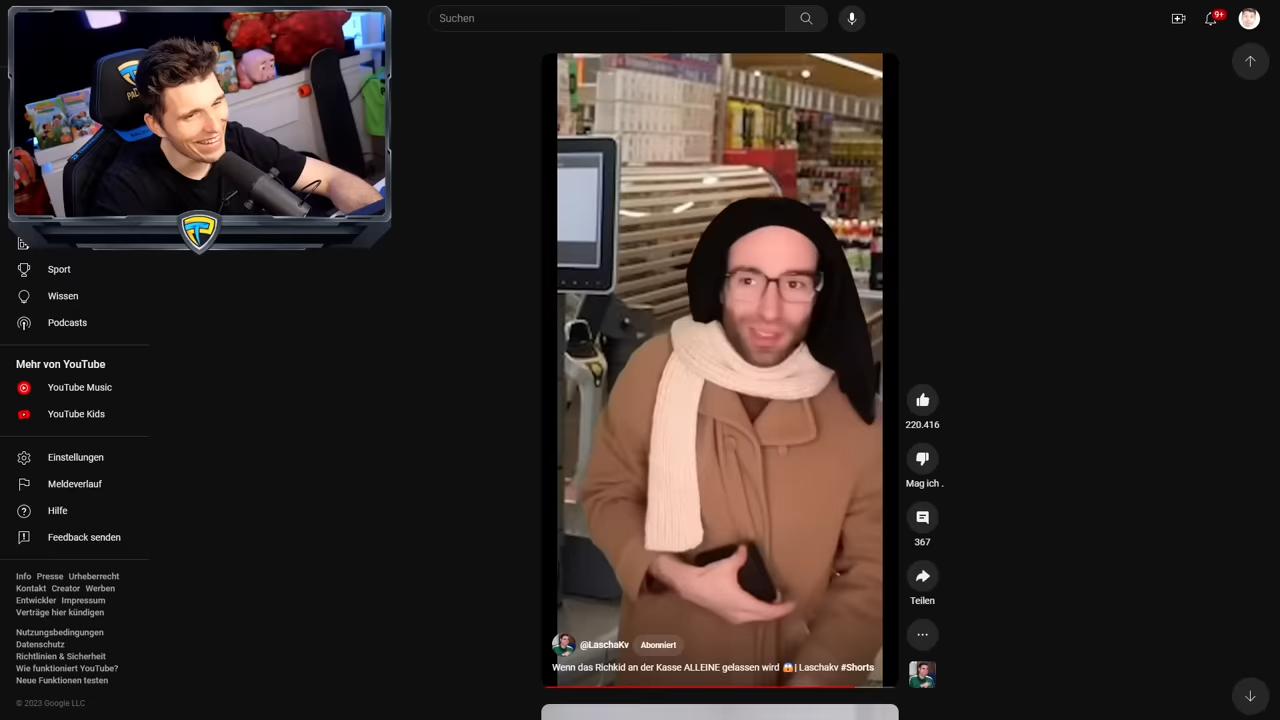 Suchen
9+
Sport
Wissen
Podcasts
Mehr von YouTube
YouTube Music
YouTube Kids
Einstellungen
Meldeverlauf
Hilfe
Feedback senden
Info Presse Urheberrecht
Kontakt Creator Werben
Entwickler Impressum
Verträge hier kündigen
Nutzungsbedingungen
Datenschutz
Richtlinien & Sicherheit
Wie funktioniert YouTube?
Neue Funktionen testen
© 2023 Google LLC
@LaschaKv Abonniert
Wenn das Richkid an der Kasse ALLEINE gelassen wird 😱| Laschakv #Shorts
220.416
Mag ich .
367
Teilen